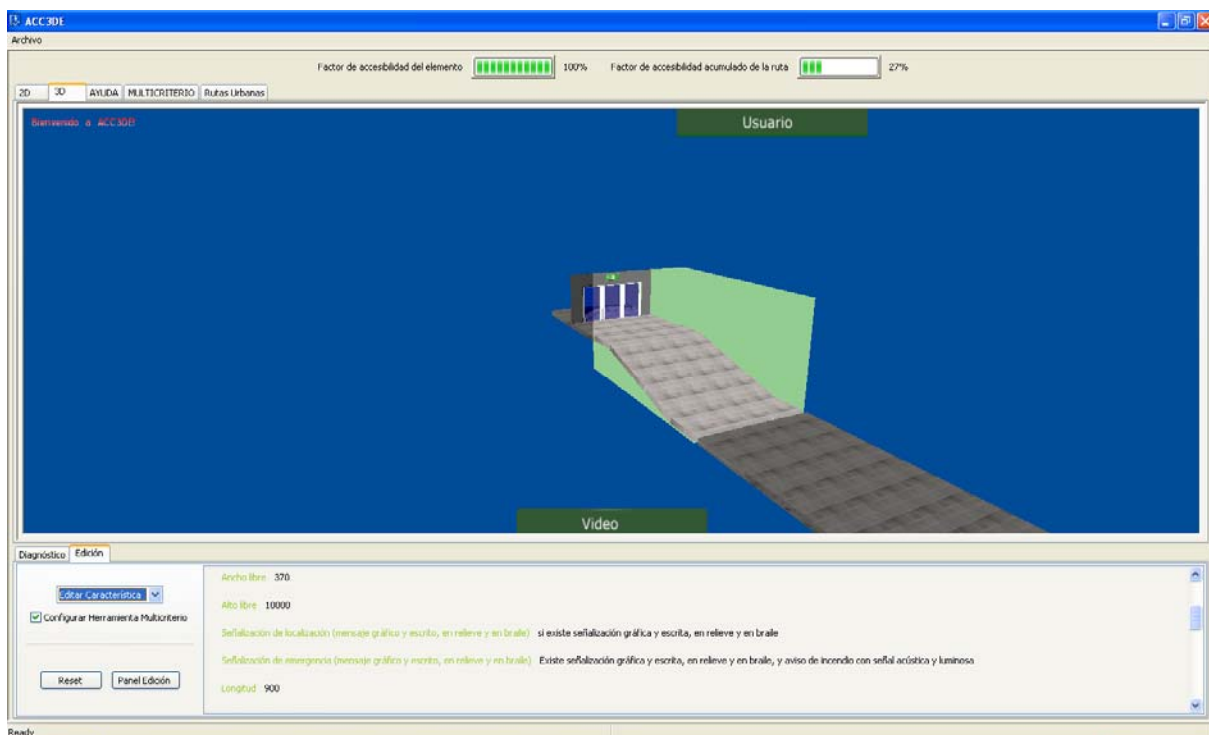 ACC3DE
Archivo
Factor de accesibilidad del elemento 100% Factor de accesibilidad acumulado de la ruta 27%
2D 3D AYUDA MULTICRITERIO Rutas Urbanas
Bienvenido a ACC3DE!
Usuario
Video
Diagnóstico Edición
Editar Característica
Configurar Herramienta Multicriterio
Reset Panel Edición
Ancho libre 370
Alto libre 10000
Señalización de localización (mensaje gráfico y escrito, en relieve y en braile) si existe señalización gráfica y escrita, en relieve y en braile
Señalización de emergencia (mensaje gráfico y escrito, en relieve y en braile) Existe señalización gráfica y escrita, en relieve y en braile, y aviso de incendio con señal acústica y luminosa
Longitud 900
Ready